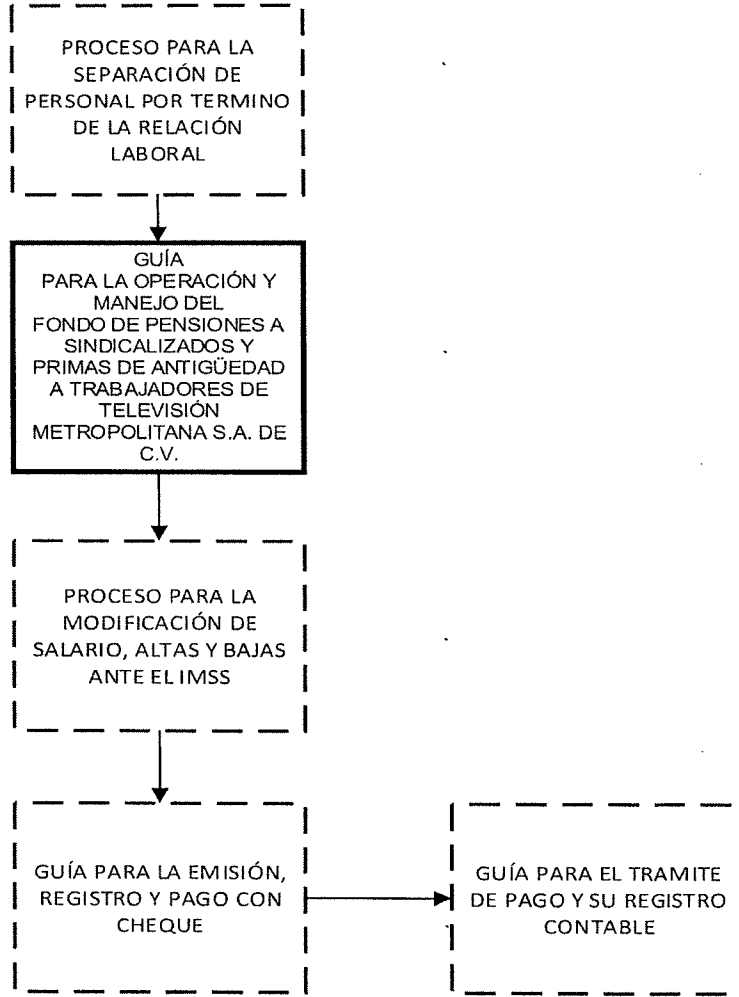 PROCESO PARA LA
SEPARACIÓN DE
PERSONAL POR TERMINO
DE LA RELACIÓN
LABORAL
GUÍA
PARA LA OPERACIÓN Y
MANEJO DEL
FONDO DE PENSIONES A
SINDICALIZADOS Y
PRIMAS DE ANTIGÜEDAD
A TRABAJADORES DE
TELEVISIÓN
METROPOLITANA S.A. DE
C.V.
PROCESO PARA LA
MODIFICACIÓN DE
SALARIO, ALTAS Y BAJAS
ANTE EL IMSS
GUÍA PARA LA EMISIÓN,
REGISTRO Y PAGO CON
CHEQUE
GUÍA PARA EL TRAMITE
DE PAGO Y SU REGISTRO
CONTABLE